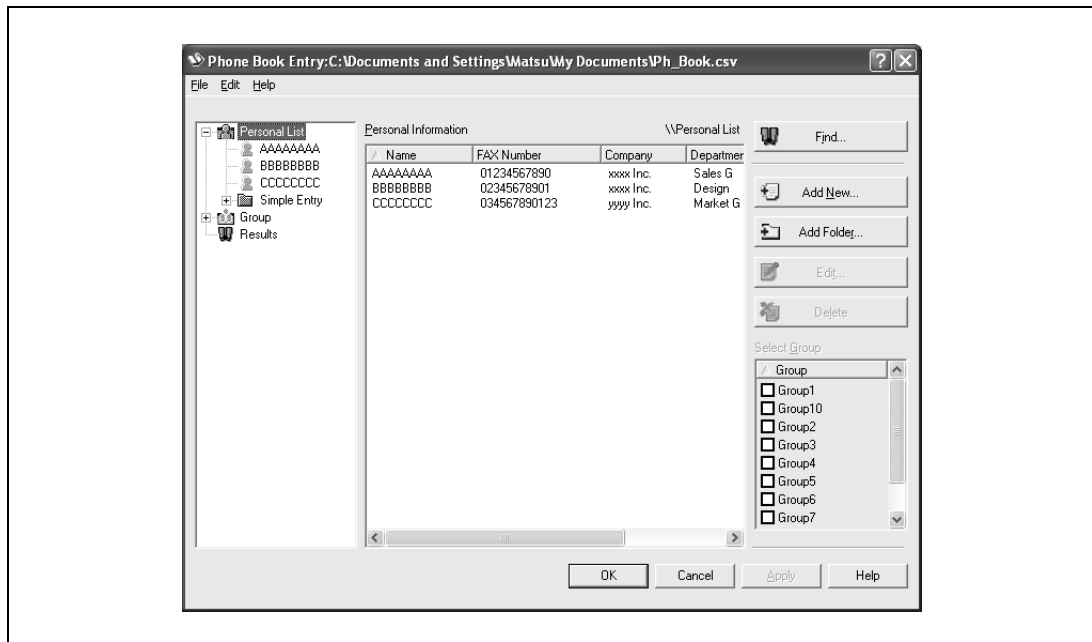 Phone Book Entry:C:\Documents and Settings\Matsu\My Documents\Ph_Book.csv
File Edit Help
Personal List
AAAAAAAA
BBBBBBBB
CCCCCCCC
Simple Entry
Group
Results
Personal Information \\Personal List
Name FAX Number Company Departmer
AAAAAAAA 01234567890 xxxx Inc. Sales G
BBBBBBBB 02345678901 xxxx Inc. Design
CCCCCCCC 034567890123 yyyy Inc. Market G
Find...
Add New...
Add Folder...
Edit...
Delete
Select Group
Group
Group1
Group10
Group2
Group3
Group4
Group5
Group6
Group7
OK Cancel Apply Help